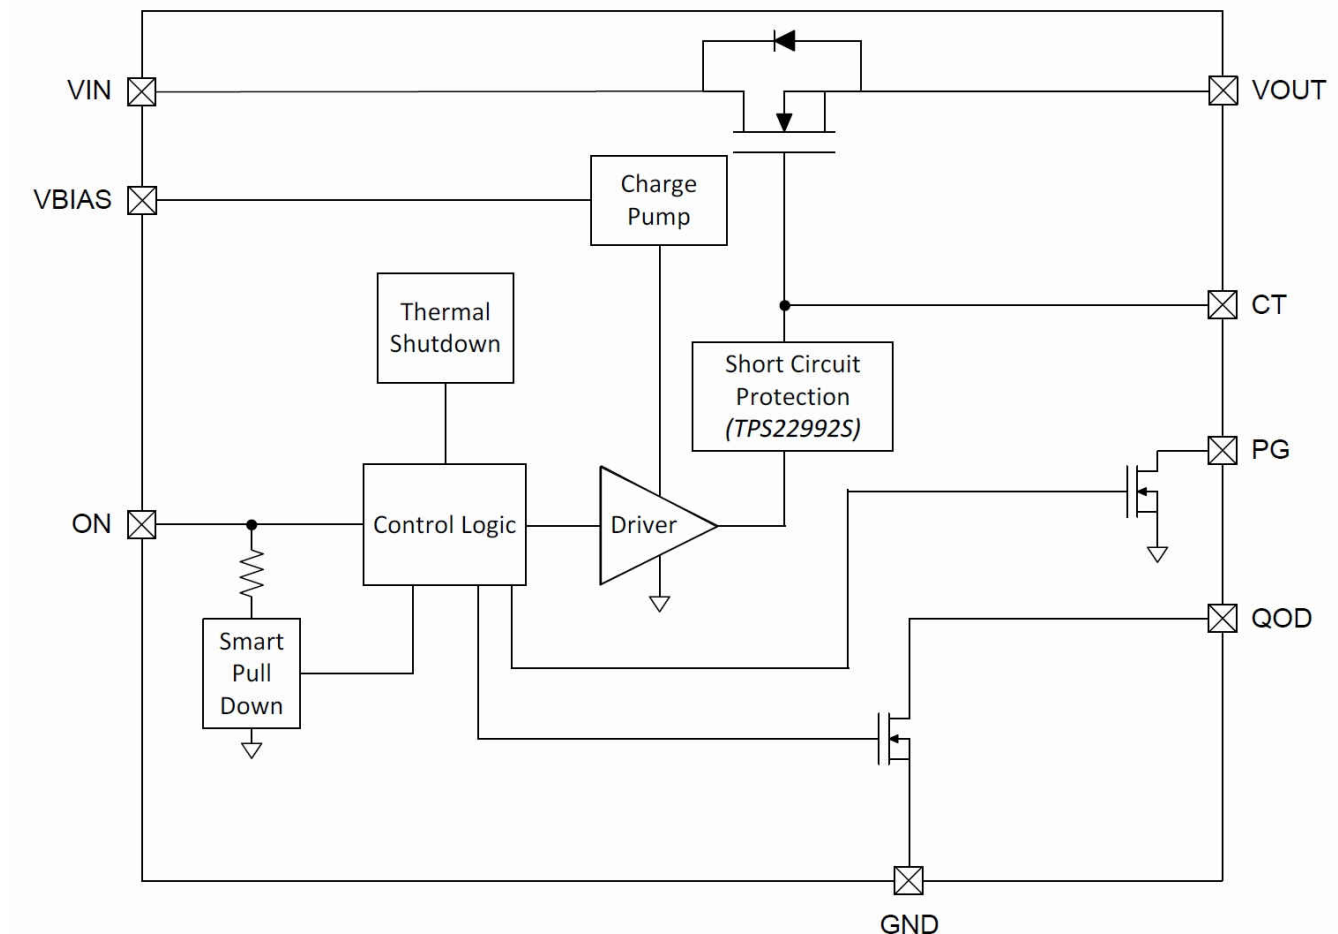 VIN
VOUT
VBIAS
Charge
Pump
CT
Thermal
Shutdown
Short Circuit
Protection
(TPS22992S)
PG
ON
Control Logic
Driver
QOD
Smart
Pull
Down
GND